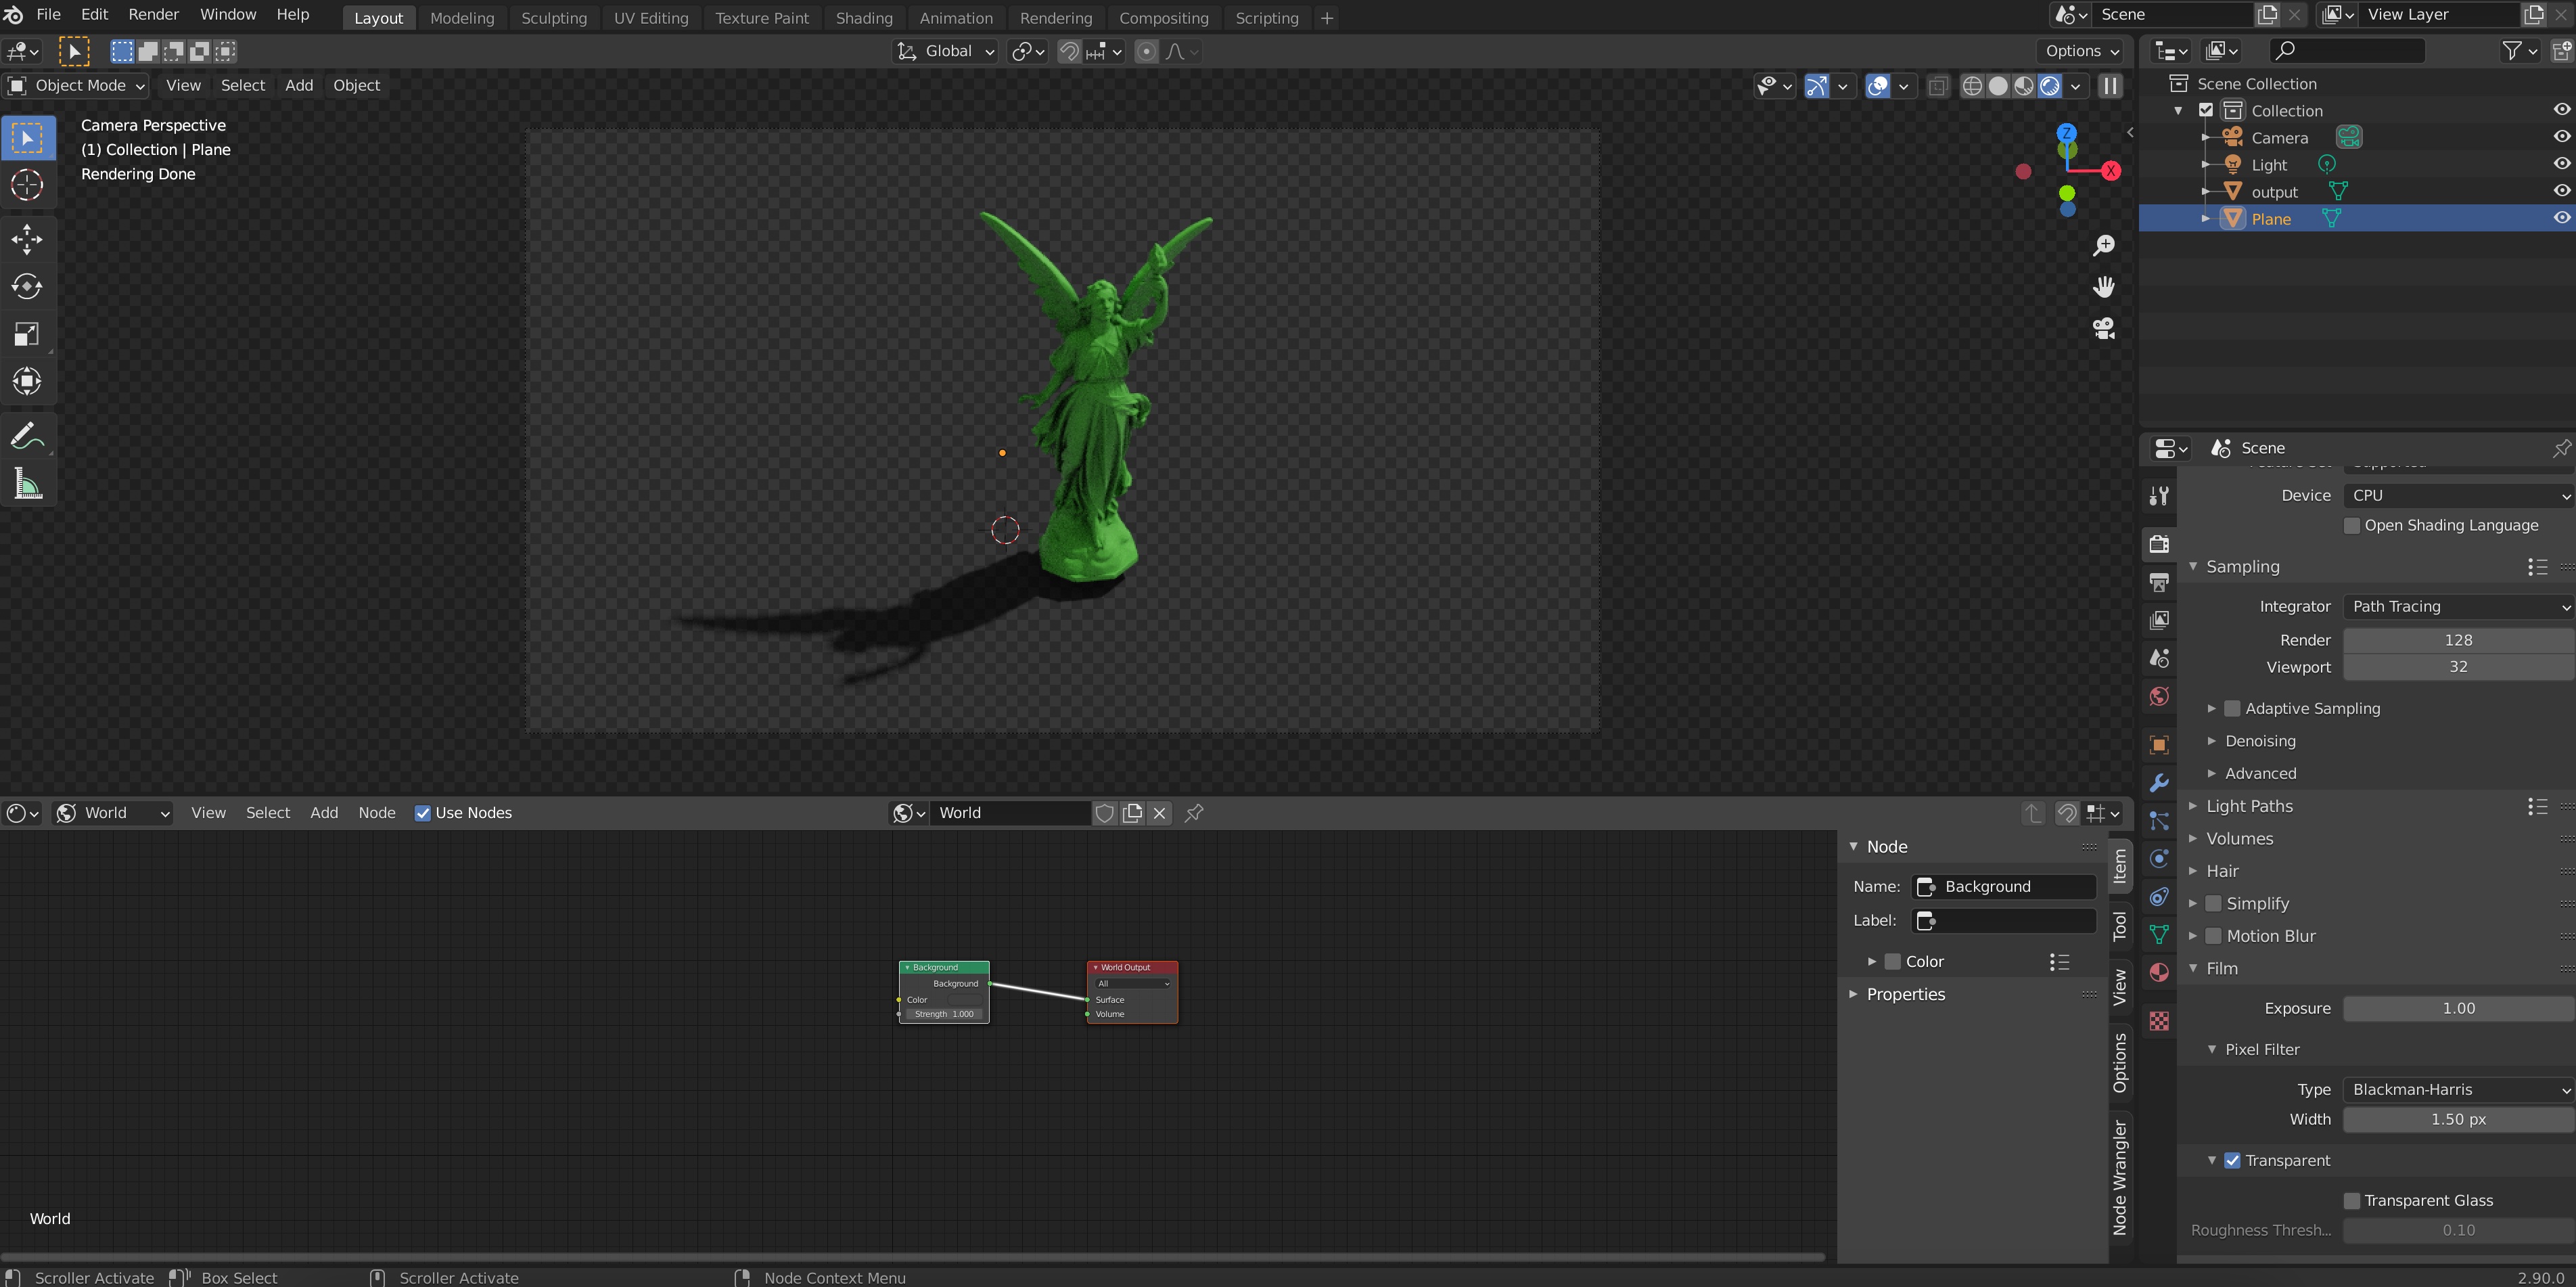 File Edit Render Window Help Layout Modeling Sculpting UV Editing Texture Paint Shading Animation Rendering Compositing Scripting + Scene View Layer
Global Options
Object Mode View Select Add Object
Camera Perspective
(1) Collection | Plane
Rendering Done
Z
X
Scene Collection
Collection
Camera
Light
output
Plane
Scene
Device CPU
Open Shading Language
Sampling
Integrator Path Tracing
Render 128
Viewport 32
Adaptive Sampling
Denoising
Advanced
Light Paths
Volumes
Hair
Simplify
Motion Blur
Film
Exposure 1.00
Pixel Filter
Type Blackman-Harris
Width 1.50 px
Transparent
Transparent Glass
Roughness Thresh... 0.10
World View Select Add Node Use Nodes World
Background
Background
Color
Strength 1.000
World Output
All
Surface
Volume
Node
Name: Background
Label:
Color
Properties
Item
Tool
View
Options
Node Wrangler
World
Scroller Activate Box Select Scroller Activate Node Context Menu 2.90.0